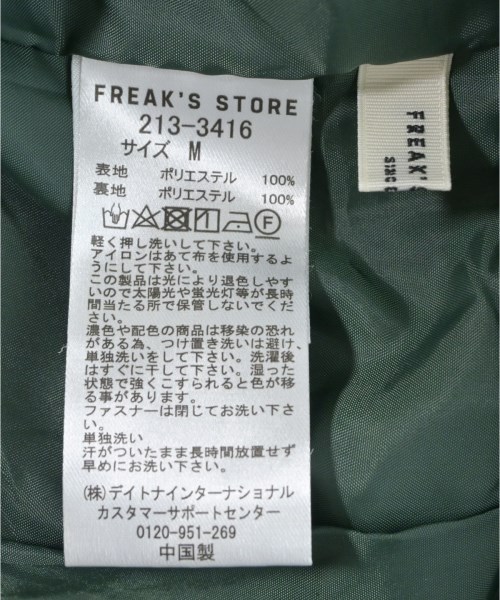 FREAK'S STORE
213-3416
サイズ M
表地 ポリエステル 100%
裏地 ポリエステル 100%
軽く押し洗いして下さい。
アイロンはあて布を使用するよ
うにして下さい。
この製品は光により退色しやす
いので太陽光や蛍光灯等が長時
間当たる所で保管しないでくださ
い。
濃色や配色の商品は移染の恐れ
がある為、つけ置き洗いは避け、
単独洗いをして下さい。洗濯後
はすぐに干して下さい。湿った
状態で強くこすられると色が移
る事があります。
ファスナーは閉じてお洗い下さ
い。
単独洗い
汗がついたまま長時間放置せず
早めにお洗い下さい。
(株)デイトナインターナショナル
カスタマーサポートセンター
0120-951-269
中国製
FREAK'S